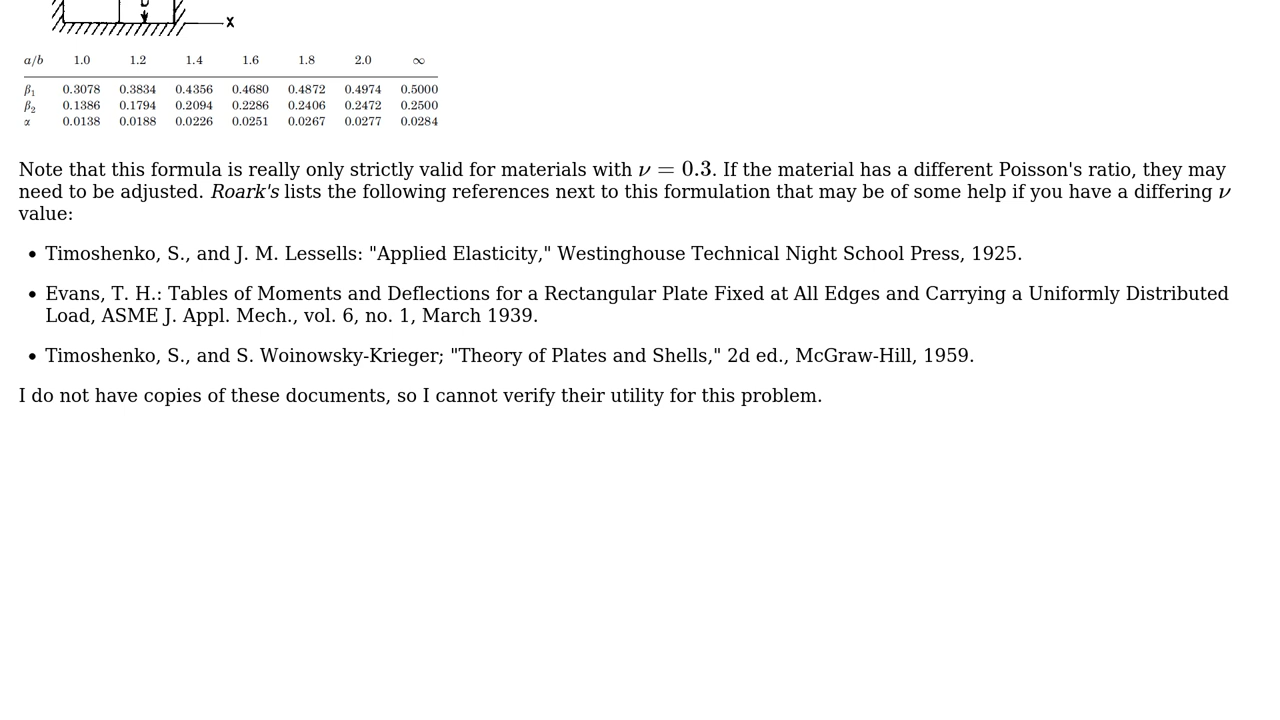 x
a/b 1.0 1.2 1.4 1.6 1.8 2.0 ∞
β₁ 0.3078 0.3834 0.4356 0.4680 0.4872 0.4974 0.5000
β₂ 0.1386 0.1794 0.2094 0.2286 0.2406 0.2472 0.2500
α 0.0138 0.0188 0.0226 0.0251 0.0267 0.0277 0.0284
Note that this formula is really only strictly valid for materials with ν = 0.3. If the material has a different Poisson's ratio, they may
need to be adjusted. Roark's lists the following references next to this formulation that may be of some help if you have a differing ν
value:
• Timoshenko, S., and J. M. Lessells: "Applied Elasticity," Westinghouse Technical Night School Press, 1925.
• Evans, T. H.: Tables of Moments and Deflections for a Rectangular Plate Fixed at All Edges and Carrying a Uniformly Distributed
Load, ASME J. Appl. Mech., vol. 6, no. 1, March 1939.
• Timoshenko, S., and S. Woinowsky-Krieger; "Theory of Plates and Shells," 2d ed., McGraw-Hill, 1959.
I do not have copies of these documents, so I cannot verify their utility for this problem.